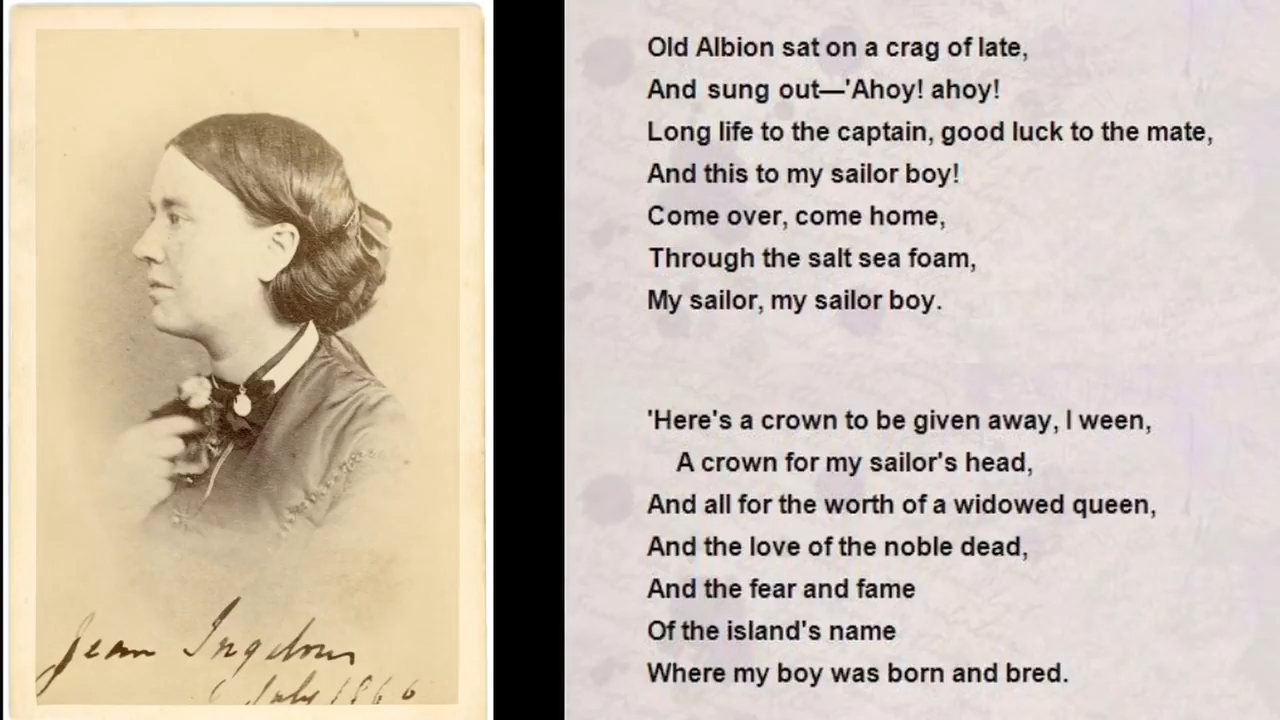 Jean Ingelow
6 July 1866
Old Albion sat on a crag of late,
And sung out—'Ahoy! ahoy!
Long life to the captain, good luck to the mate,
And this to my sailor boy!
Come over, come home,
Through the salt sea foam,
My sailor, my sailor boy.
'Here's a crown to be given away, I ween,
A crown for my sailor's head,
And all for the worth of a widowed queen,
And the love of the noble dead,
And the fear and fame
Of the island's name
Where my boy was born and bred.